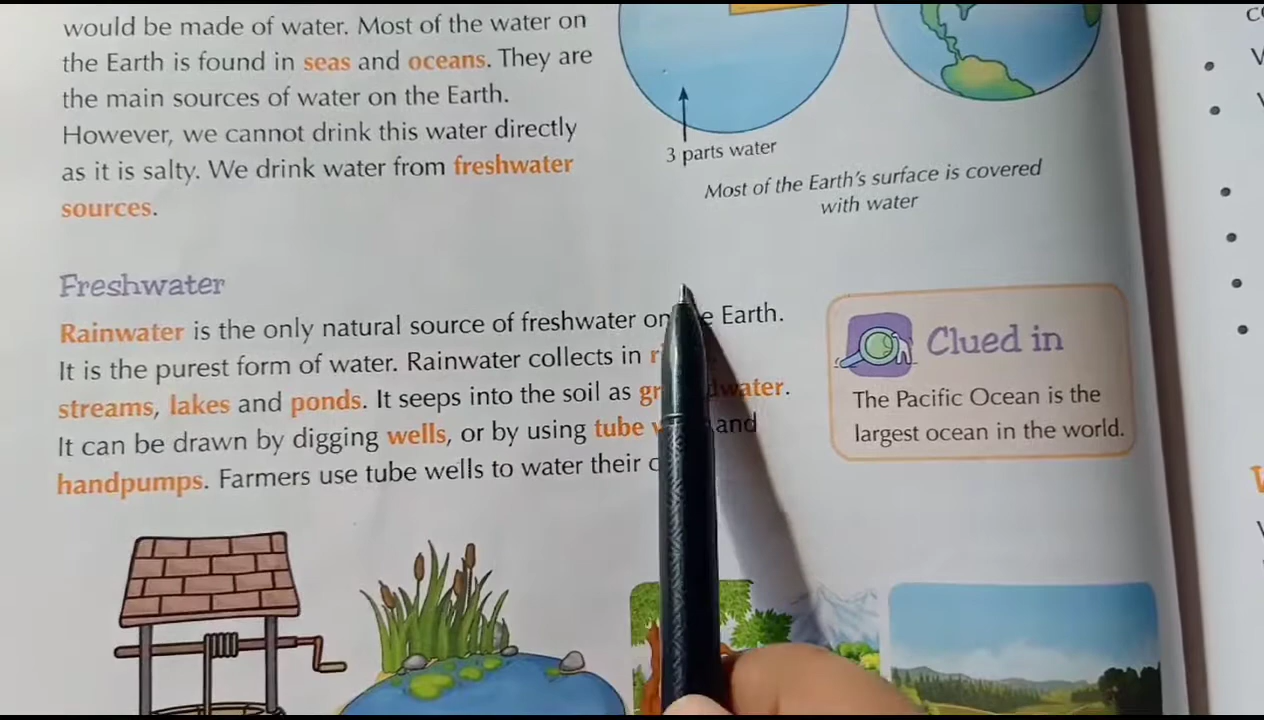 would be made of water. Most of the water on
the Earth is found in seas and oceans. They are
the main sources of water on the Earth.
However, we cannot drink this water directly
as it is salty. We drink water from freshwater
sources.
3 parts water
Most of the Earth's surface is covered
with water
Freshwater
Rainwater is the only natural source of freshwater on Earth.
It is the purest form of water. Rainwater collects in
streams, lakes and ponds. It seeps into the soil as
It can be drawn by digging wells, or by using tube and
handpumps. Farmers use tube wells to water their
Clued in
The Pacific Ocean is the
largest ocean in the world.